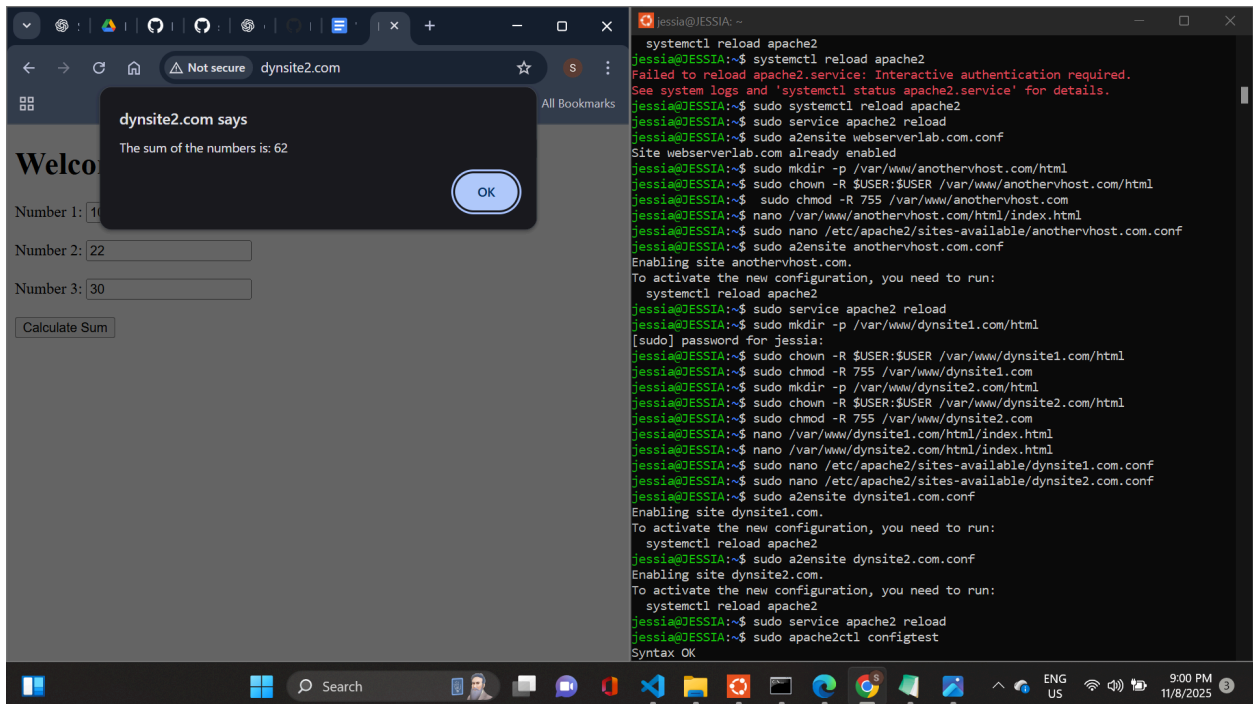 Not secure
dynsite2.com
S
All Bookmarks
dynsite2.com says
The sum of the numbers is: 62
OK
Number 1:
Number 2: 22
Number 3: 30
Calculate Sum
jessia@JESSIA: ~
systemctl reload apache2
jessia@JESSIA:~$ systemctl reload apache2
Failed to reload apache2.service: Interactive authentication required.
See system logs and 'systemctl status apache2.service' for details.
jessia@JESSIA:~$ sudo systemctl reload apache2
jessia@JESSIA:~$ sudo service apache2 reload
jessia@JESSIA:~$ sudo a2ensite webserverlab.com.conf
Site webserverlab.com already enabled
jessia@JESSIA:~$ sudo mkdir -p /var/www/anothervhost.com/html
jessia@JESSIA:~$ sudo chown -R $USER:$USER /var/www/anothervhost.com/html
jessia@JESSIA:~$  sudo chmod -R 755 /var/www/anothervhost.com
jessia@JESSIA:~$ nano /var/www/anothervhost.com/html/index.html
jessia@JESSIA:~$ sudo nano /etc/apache2/sites-available/anothervhost.com.conf
jessia@JESSIA:~$ sudo a2ensite anothervhost.com.conf
Enabling site anothervhost.com.
To activate the new configuration, you need to run:
systemctl reload apache2
jessia@JESSIA:~$ sudo service apache2 reload
jessia@JESSIA:~$ sudo mkdir -p /var/www/dynsite1.com/html
[sudo] password for jessia:
jessia@JESSIA:~$ sudo chown -R $USER:$USER /var/www/dynsite1.com/html
jessia@JESSIA:~$ sudo chmod -R 755 /var/www/dynsite1.com
jessia@JESSIA:~$ sudo mkdir -p /var/www/dynsite2.com/html
jessia@JESSIA:~$ sudo chown -R $USER:$USER /var/www/dynsite2.com/html
jessia@JESSIA:~$ sudo chmod -R 755 /var/www/dynsite2.com
jessia@JESSIA:~$ nano /var/www/dynsite1.com/html/index.html
jessia@JESSIA:~$ nano /var/www/dynsite2.com/html/index.html
jessia@JESSIA:~$ sudo nano /etc/apache2/sites-available/dynsite1.com.conf
jessia@JESSIA:~$ sudo nano /etc/apache2/sites-available/dynsite2.com.conf
jessia@JESSIA:~$ sudo a2ensite dynsite1.com.conf
Enabling site dynsite1.com.
To activate the new configuration, you need to run:
systemctl reload apache2
jessia@JESSIA:~$ sudo a2ensite dynsite2.com.conf
Enabling site dynsite2.com.
To activate the new configuration, you need to run:
systemctl reload apache2
jessia@JESSIA:~$ sudo service apache2 reload
jessia@JESSIA:~$ sudo apache2ctl configtest
Syntax OK
Search
ENG
US
9:00 PM
11/8/2025
3